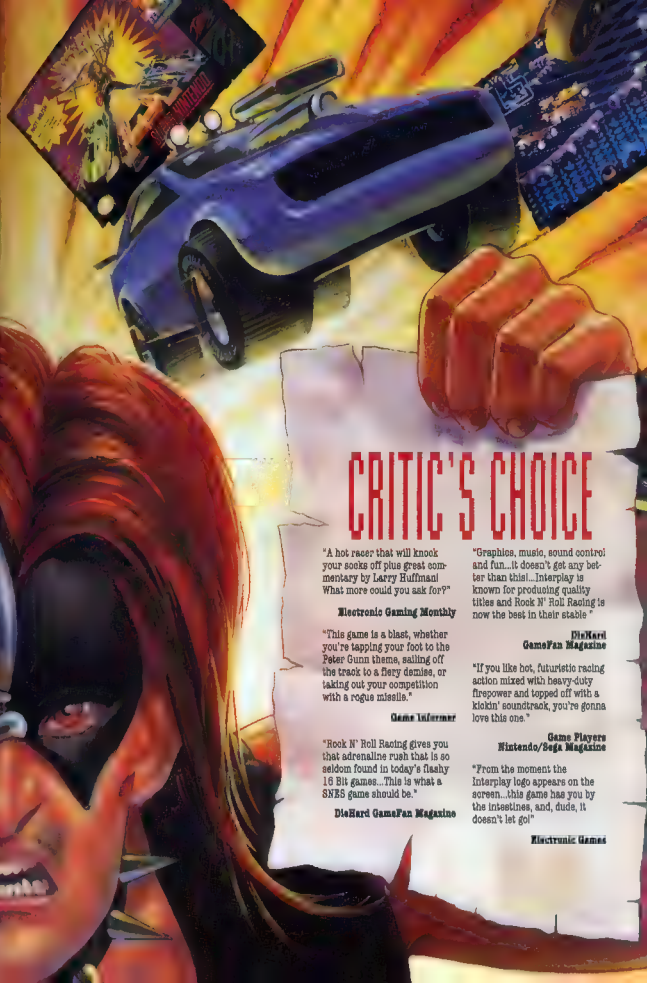 SUPER NINTENDO
CRITIC'S CHOICE
"A hot racer that will knock
your socks off plus great com-
mentary by Larry Huffman!
What more could you ask for?"
Electronic Gaming Monthly
"This game is a blast, whether
you're tapping your foot to the
Peter Gunn theme, sailing off
the track to a fiery demise, or
taking out your competition
with a rogue missile."
Game Informer
"Rock N' Roll Racing gives you
that adrenaline rush that is so
seldom found in today's flashy
16 Bit games...This is what a
SNES game should be."
DieHard GameFan Magazine
"Graphics, music, sound control
and fun...it doesn't get any bet-
ter than this!...Interplay is
known for producing quality
titles and Rock N' Roll Racing is
now the best in their stable "
DieHard
GameFan Magazine
"If you like hot, futuristic racing
action mixed with heavy-duty
firepower and topped off with a
kickin' soundtrack, you're gonna
love this one."
Game Players
Nintendo/Sega Magazine
"From the moment the
Interplay logo appears on the
screen...this game has you by
the intestines, and, dude, it
doesn't let go!"
Electronic Games